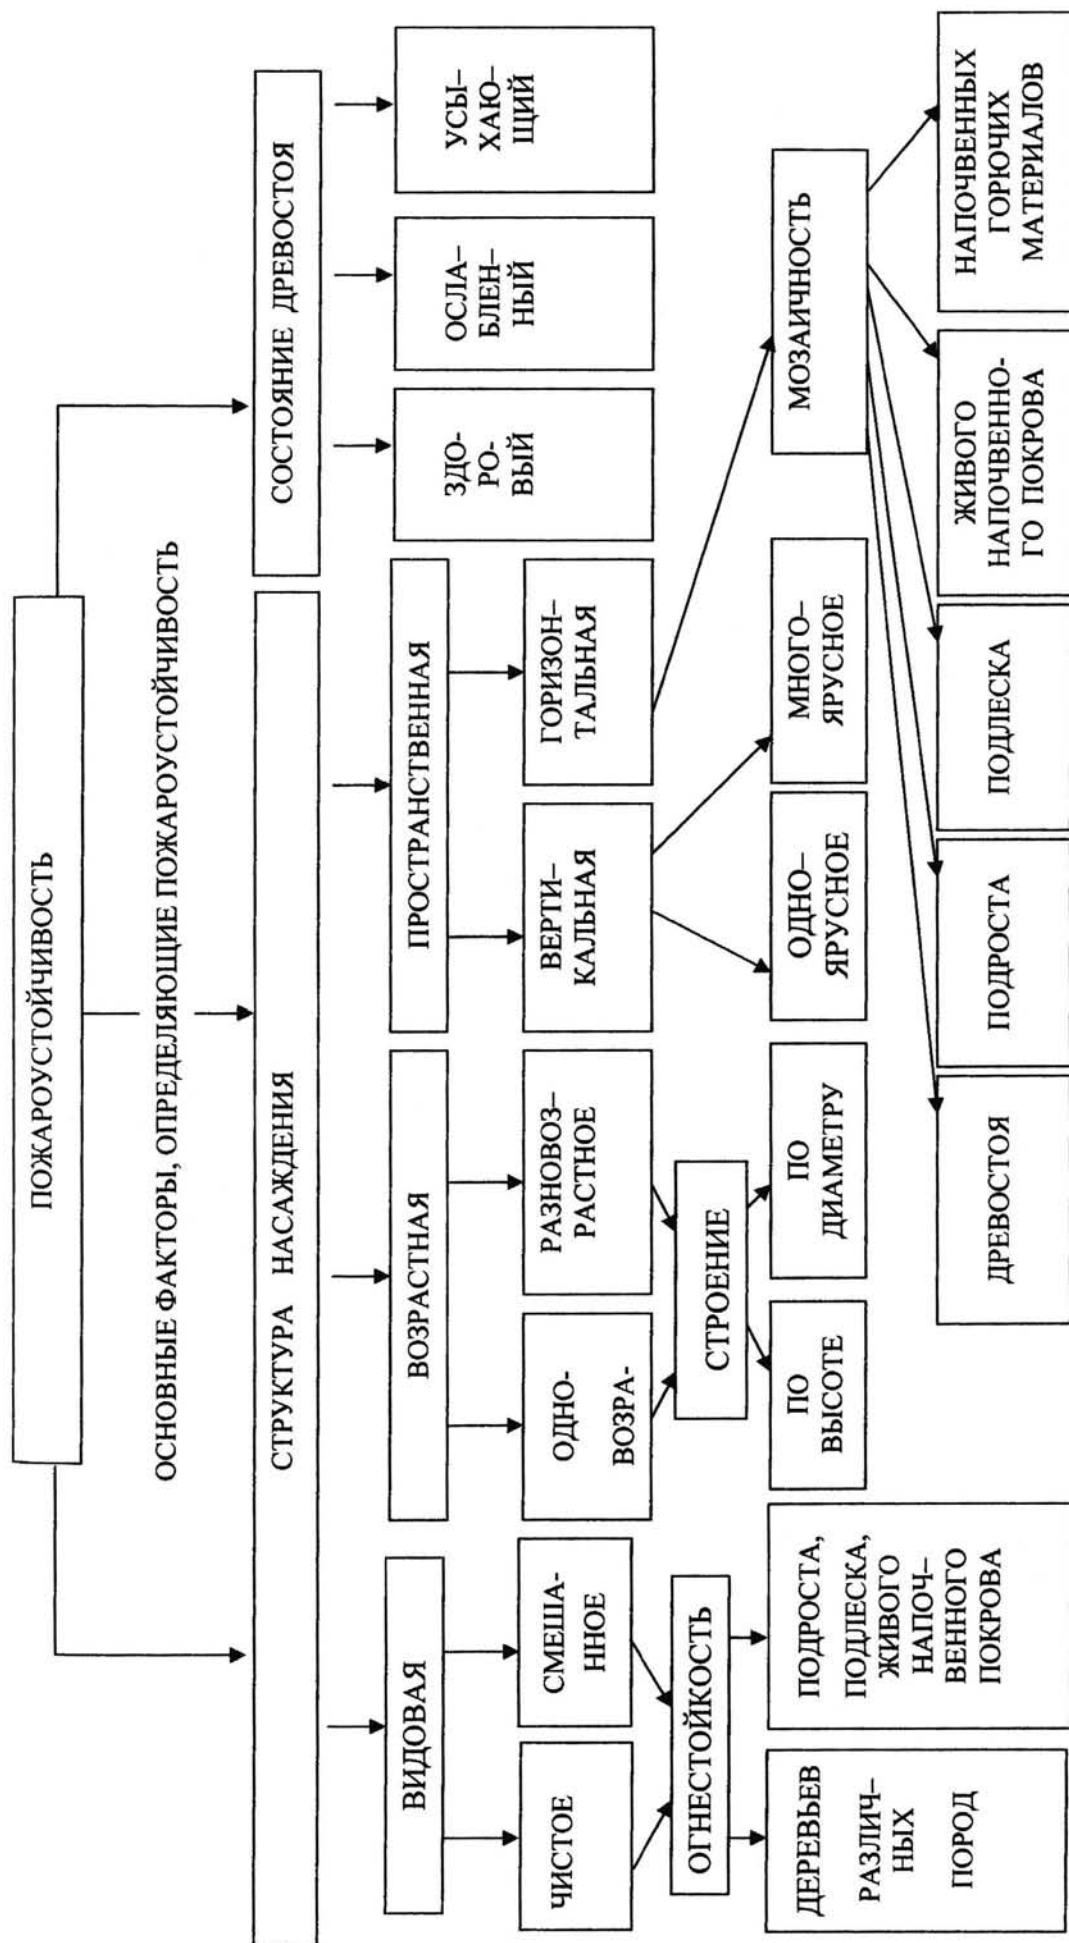 ПОЖАРОУСТОЙЧИВОСТЬ
ОСНОВНЫЕ ФАКТОРЫ, ОПРЕДЕЛЯЮЩИЕ ПОЖАРОУСТОЙЧИВОСТЬ
СТРУКТУРА НАСАЖДЕНИЯ
СОСТОЯНИЕ ДРЕВОСТОЯ
ВИДОВАЯ
ВОЗРАСТНАЯ
ПРОСТРАНСТВЕННАЯ
ЗДО-
РО-
ВЫЙ
ОСЛА–
БЛЕН–
НЫЙ
УСЫ–
ХАЮ–
ЩИЙ
ЧИСТОЕ
СМЕША-
ННОЕ
ОДНО-
ВОЗРА-
РАЗНОВОЗ–
РАСТНОЕ
ВЕРТИ–
КАЛЬНАЯ
ГОРИЗОН–
ТАЛЬНАЯ
ОГНЕСТОЙКОСТЬ
СТРОЕНИЕ
ДЕРЕВЬЕВ
РАЗЛИЧ–
НЫХ
ПОРОД
ПОДРОСТА,
ПОДЛЕСКА,
ЖИВОГО
НАПОЧ–
ВЕННОГО
ПОКРОВА
ПО
ВЫСОТЕ
ПО
ДИАМЕТРУ
ОДНО–
ЯРУСНОЕ
МНОГО–
ЯРУСНОЕ
МОЗАИЧНОСТЬ
ДРЕВОСТОЯ
ПОДРОСТА
ПОДЛЕСКА
ЖИВОГО
НАПОЧВЕННО-
ГО ПОКРОВА
НАПОЧВЕННЫХ
ГОРЮЧИХ
МАТЕРИАЛОВ